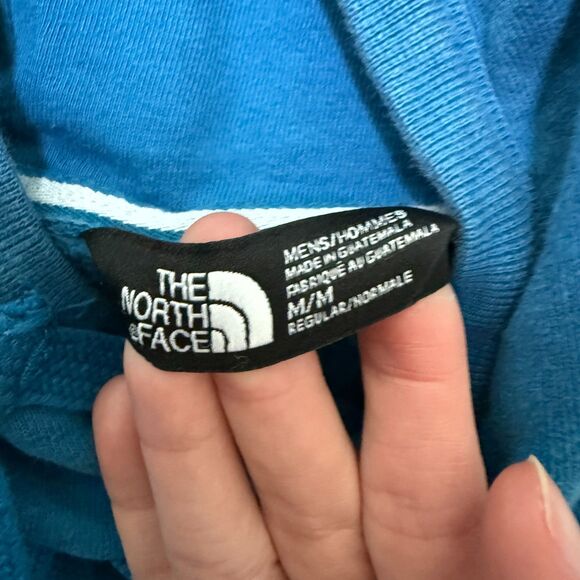 THE
NORTH
FACE
MENS/HOMMES
MADE IN GUATEMALA
FABRIQUE AU GUATEMALA
M/M
REGULAR/NORMALE